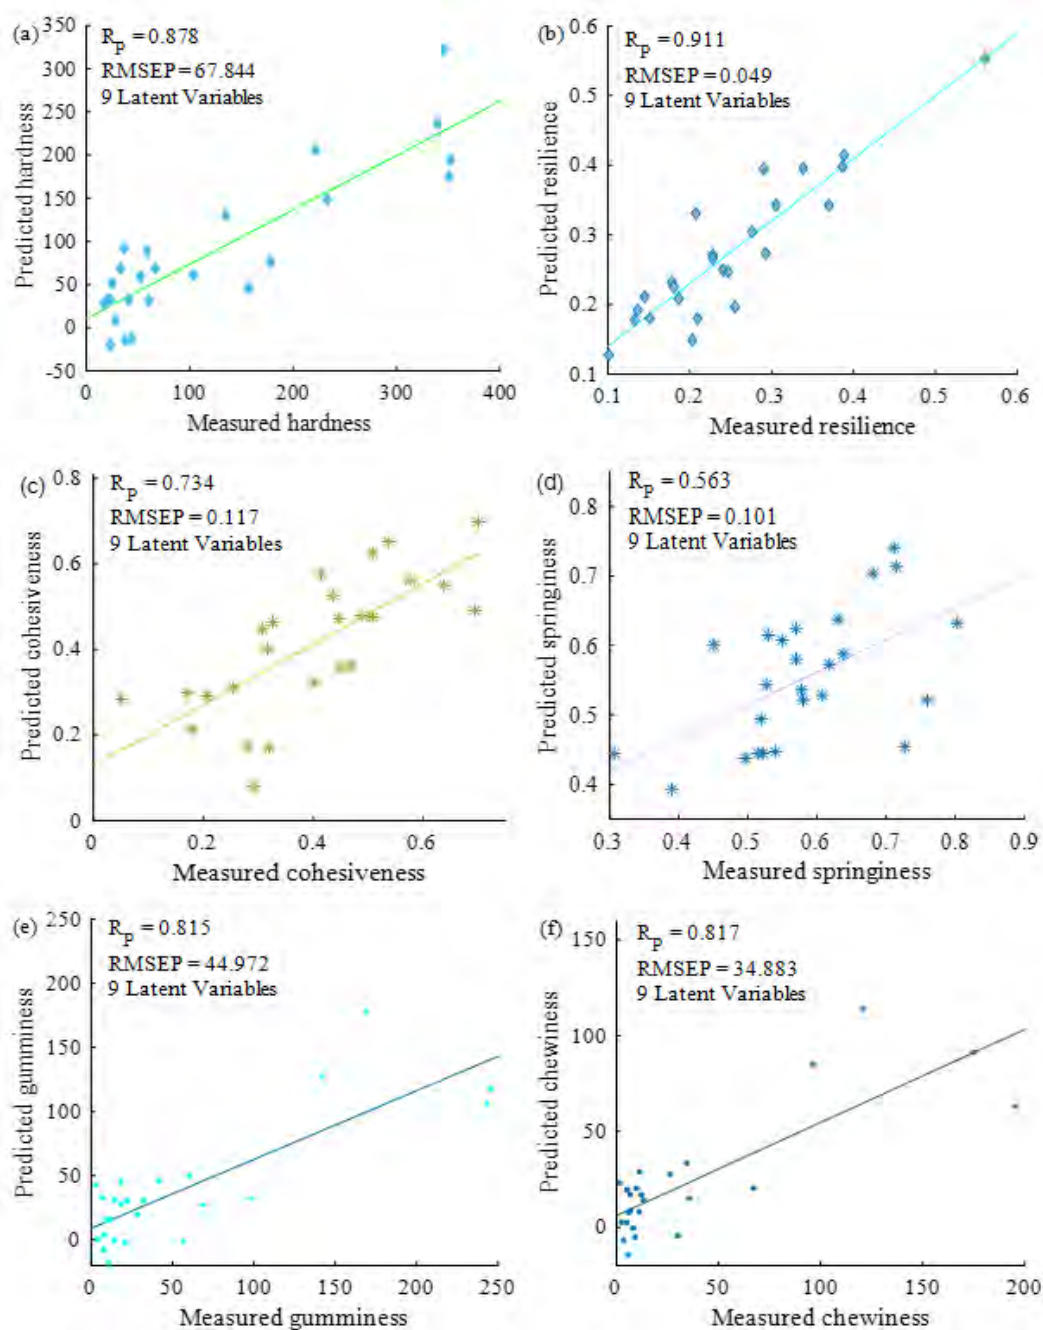 (a)
R_p = 0.878
RMSEP = 67.844
9 Latent Variables
350
300
250
200
150
100
50
0
-50
Predicted hardness
0
100
200
300
400
Measured hardness
(b)
R_p = 0.911
RMSEP = 0.049
9 Latent Variables
0.6
0.5
0.4
0.3
0.2
0.1
Predicted resilience
0.1
0.2
0.3
0.4
0.5
0.6
Measured resilience
(c)
R_p = 0.734
RMSEP = 0.117
9 Latent Variables
0.8
0.6
0.4
0.2
0
Predicted cohesiveness
0
0.2
0.4
0.6
Measured cohesiveness
(d)
R_p = 0.563
RMSEP = 0.101
9 Latent Variables
0.8
0.7
0.6
0.5
0.4
Predicted springiness
0.3
0.4
0.5
0.6
0.7
0.8
0.9
Measured springiness
(e)
R_p = 0.815
RMSEP = 44.972
9 Latent Variables
250
200
150
100
50
0
Predicted gumminess
0
50
100
150
200
250
Measured gumminess
(f)
R_p = 0.817
RMSEP = 34.883
9 Latent Variables
150
100
50
0
Predicted chewiness
0
50
100
150
200
Measured chewiness